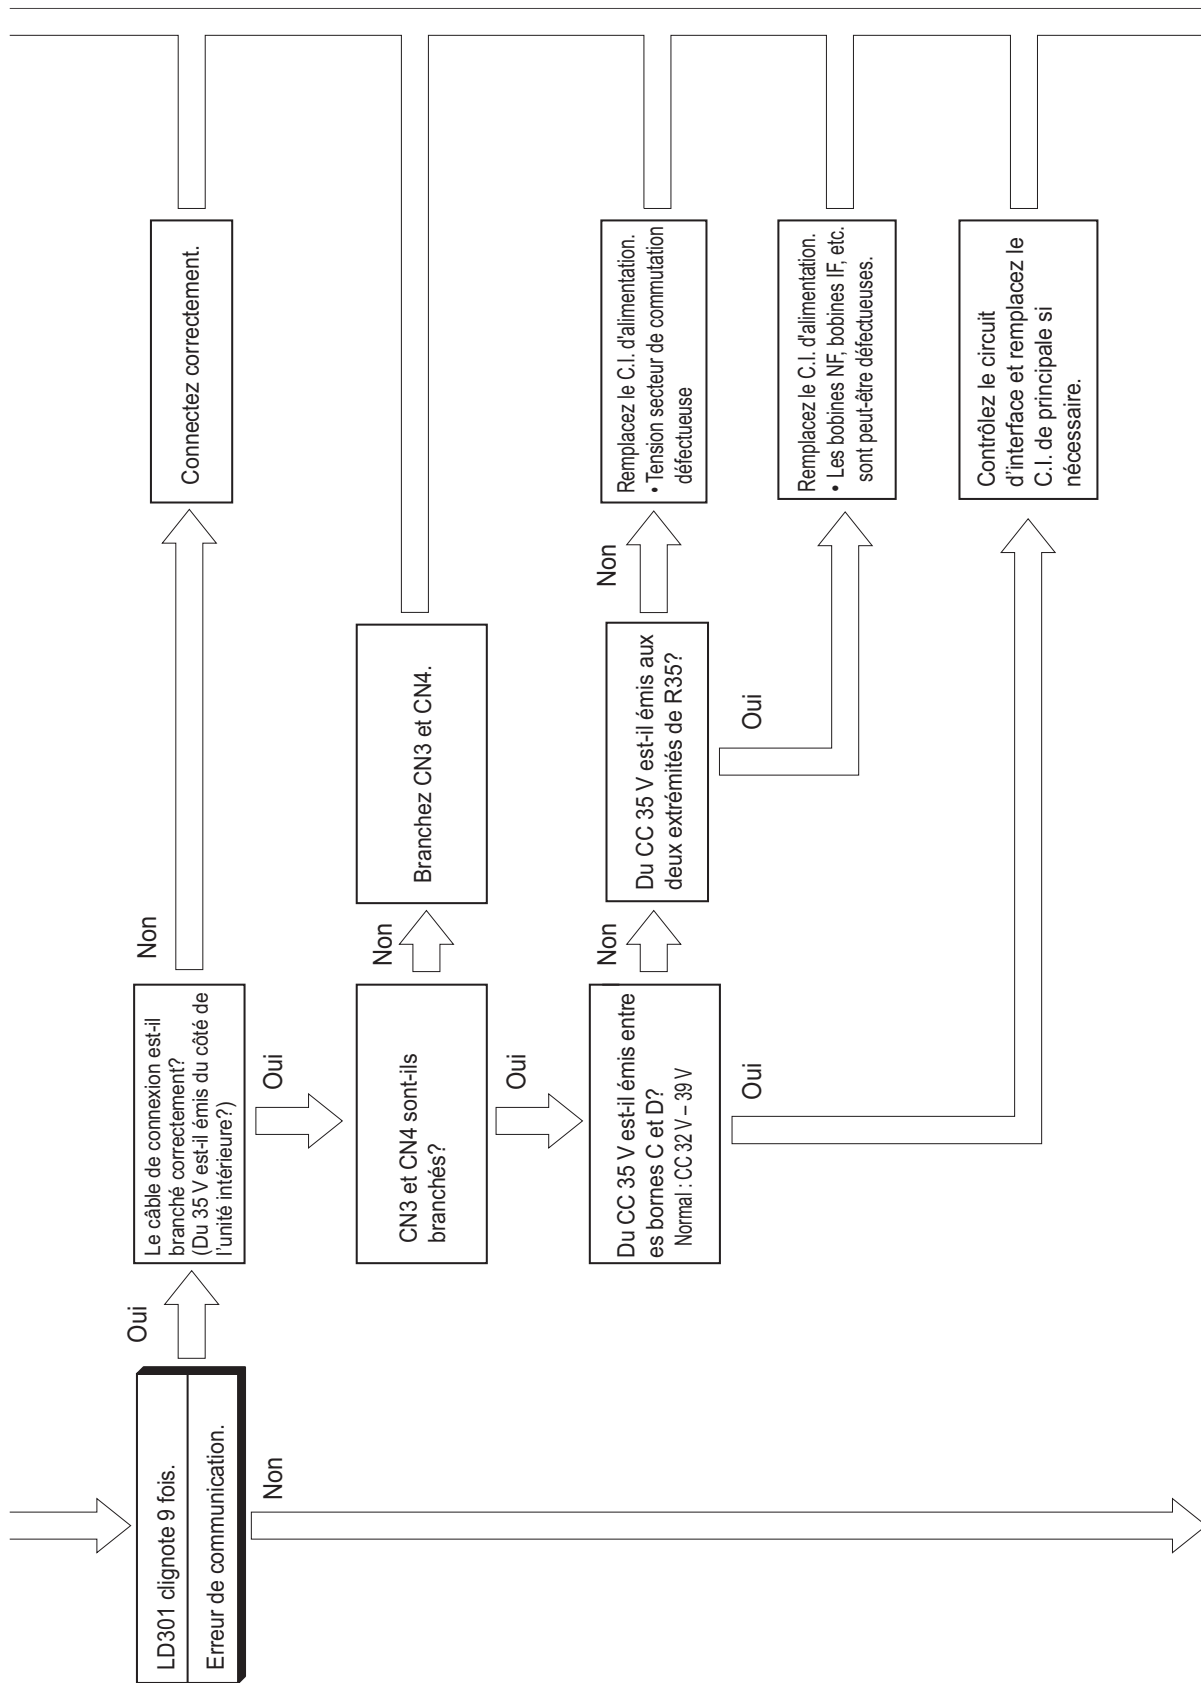 LD301 clignote 9 fois.
Erreur de communication.
Oui
Non
Le câble de connexion est-il
branché correctement?
(Du 35 V est-il émis du côté de
l'unité intérieure?)
Non
Connectez correctement.
Oui
CN3 et CN4 sont-ils
branchés?
Non
Branchez CN3 et CN4.
Oui
Du CC 35 V est-il émis entre
es bornes C et D?
Normal : CC 32 V – 39 V
Non
Du CC 35 V est-il émis aux
deux extrémités de R35?
Non
Remplacez le C.I. d'alimentation.
• Tension secteur de commutation
défectueuse
Oui
Remplacez le C.I. d'alimentation.
• Les bobines NF, bobines IF, etc.
sont peut-être défectueuses.
Oui
Contrôlez le circuit
d'interface et remplacez le
C.I. de principale si
nécessaire.